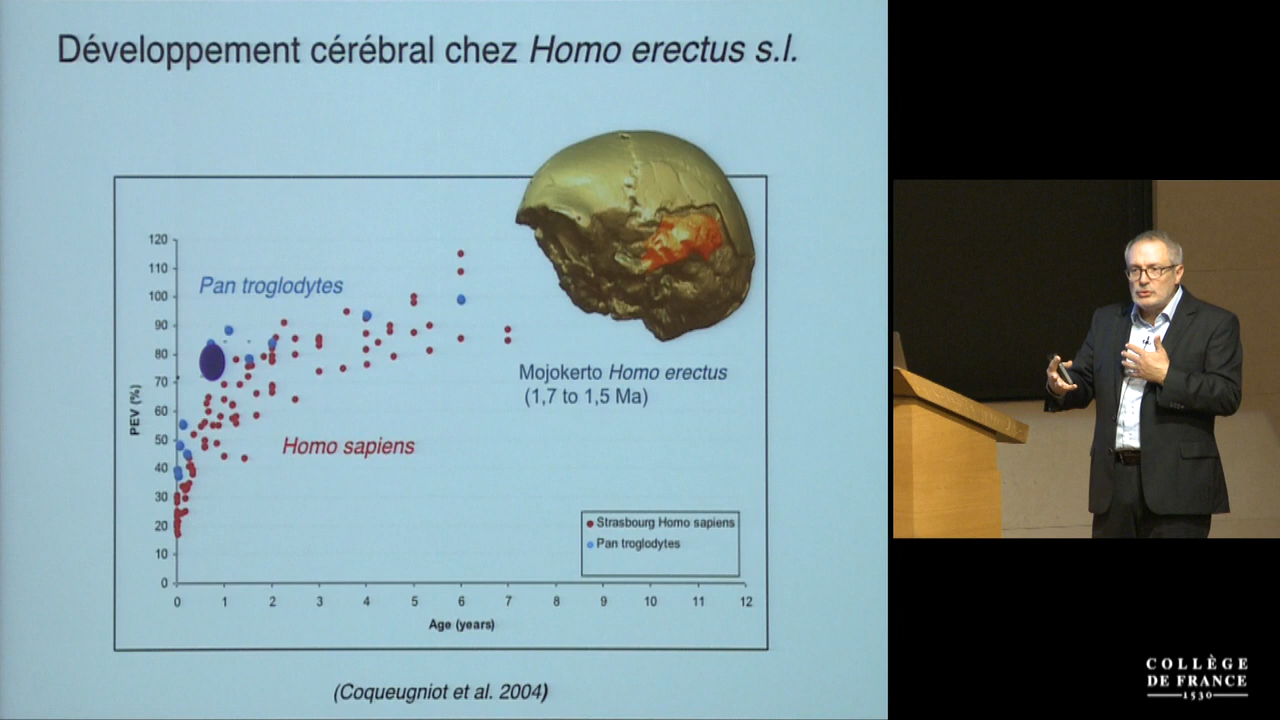 Développement cérébral chez Homo erectus s.l.
120
110
100
90
80
70
60
50
40
30
20
10
0
PEV (%)
Pan troglodytes
Homo sapiens
Mojokerto Homo erectus
(1,7 to 1,5 Ma)
Strasbourg Homo sapiens
Pan troglodytes
0 1 2 3 4 5 6 7 8 9 10 11 12
Age (years)
(Coqueugniot et al. 2004)
COLLÈGE
DE FRANCE
1530